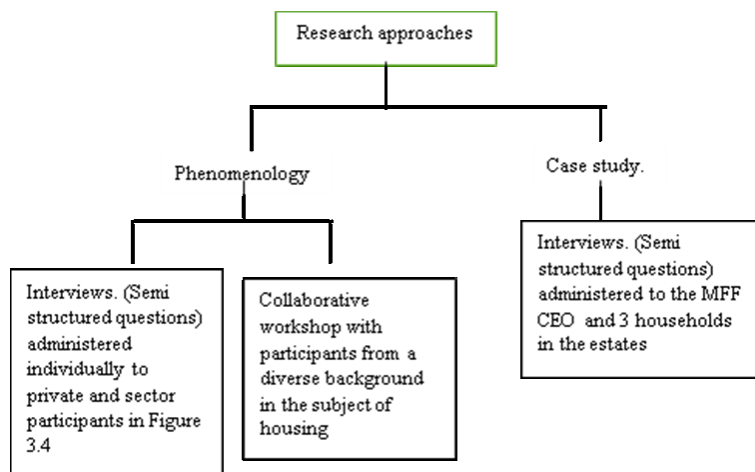 Research approaches
Phenomenology
Case study.
Interviews. (Semi
structured questions)
administered
individually to
private and sector
participants in Figure
3.4
Collaborative
workshop with
participants from a
diverse background
in the subject of
housing
Interviews. (Semi
structured questions)
administered to the MFF
CEO and 3 households
in the estates